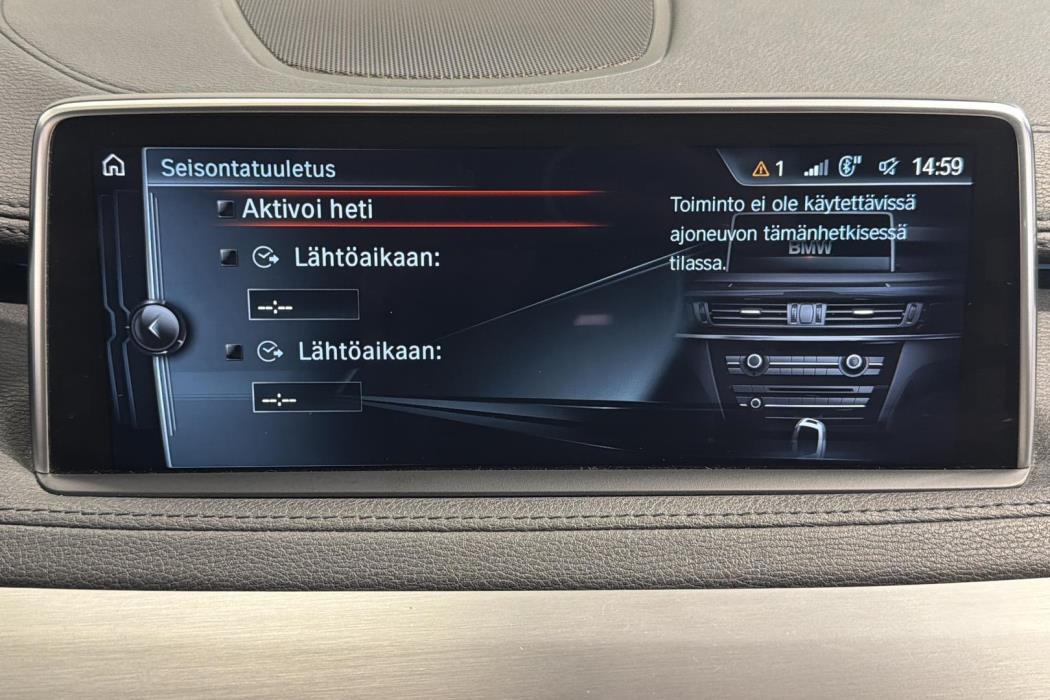 Seisontatuuletus
1
14:59
Aktivoi heti
Lähtöaikaan:
--:--
Lähtöaikaan:
--:--
Toiminto ei ole käytettävissä
ajoneuvon tämänhetkisessä
tilassa.
BMW